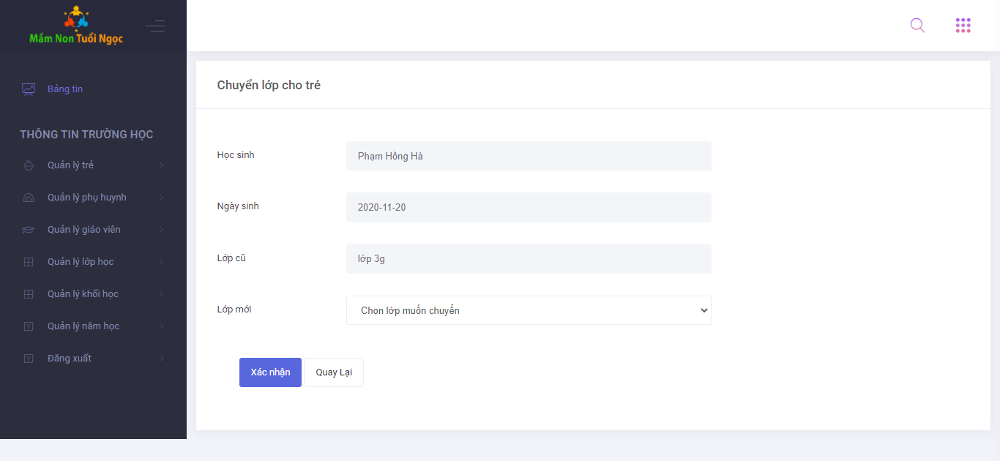 Mầm Non Tuổi Ngọc
Bảng tin
THÔNG TIN TRƯỜNG HỌC
Quản lý trẻ
Quản lý phụ huynh
Quản lý giáo viên
Quản lý lớp học
Quản lý khối học
Quản lý năm học
Đăng xuất
Chuyển lớp cho trẻ
Học sinh
Phạm Hồng Hà
Ngày sinh
2020-11-20
Lớp cũ
lớp 3g
Lớp mới
Chọn lớp muốn chuyển
Xác nhận
Quay Lại